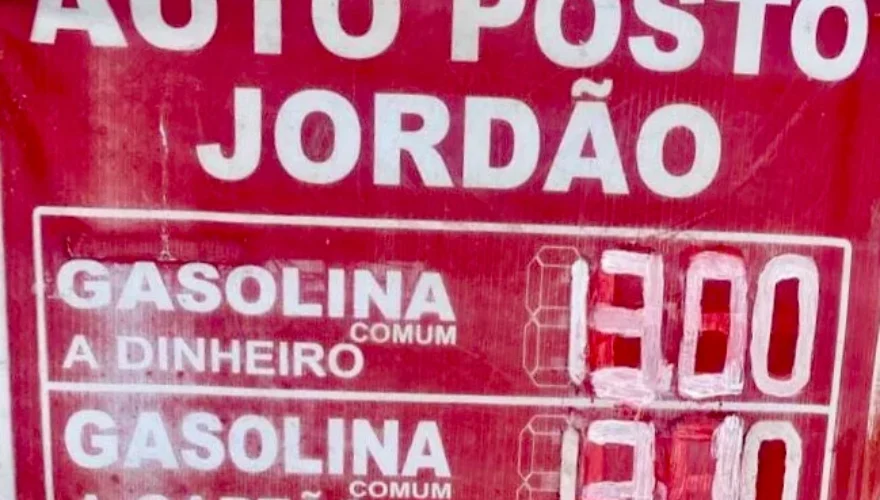 AUTO POSTO
JORDÃO
GASOLINA
COMUM
A DINHEIRO
1300
GASOLINA
COMUM